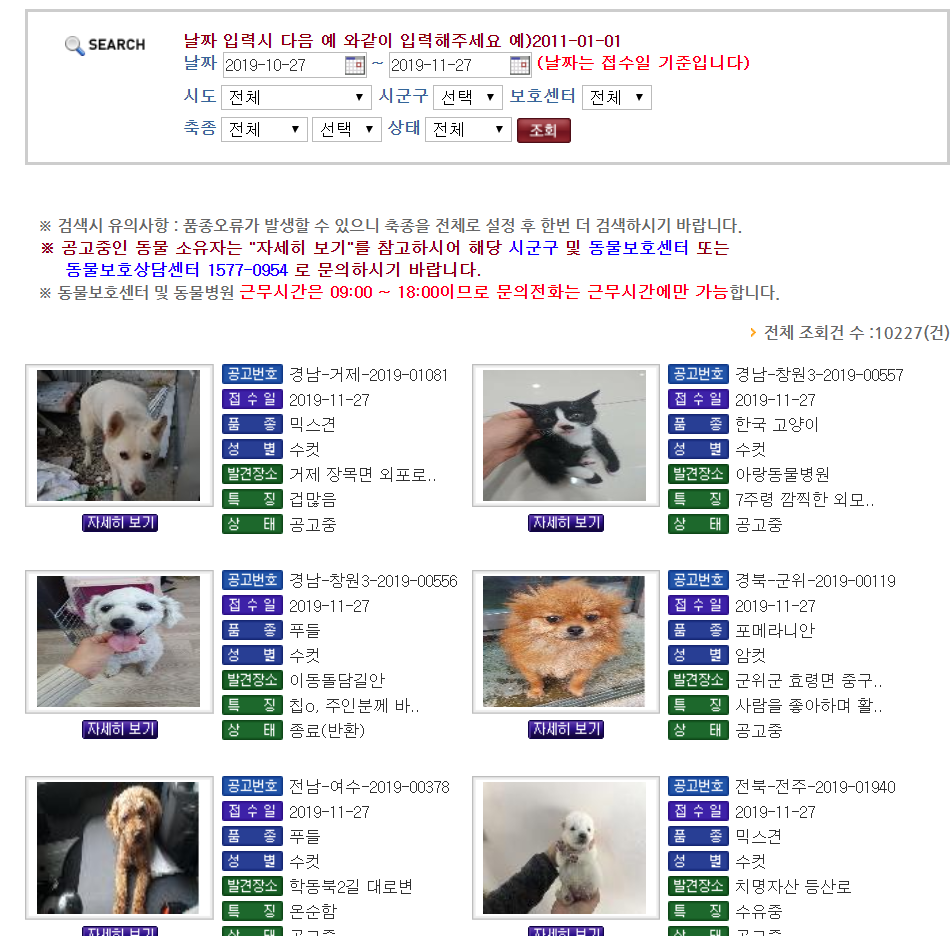 SEARCH
날짜 입력시 다음 예 와같이 입력해주세요 예)2011-01-01
날짜 2019-10-27 ~ 2019-11-27 (날짜는 접수일 기준입니다)
시도 전체 시군구 선택 보호센터 전체
축종 전체 선택 상태 전체 조회
※ 검색시 유의사항 : 품종오류가 발생할 수 있으니 축종을 전체로 설정 후 한번 더 검색하시기 바랍니다.
※ 공고중인 동물 소유자는 "자세히 보기"를 참고하시어 해당 시군구 및 동물보호센터 또는
동물보호상담센터 1577-0954 로 문의하시기 바랍니다.
※ 동물보호센터 및 동물병원 근무시간은 09:00 ~ 18:00이므로 문의전화는 근무시간에만 가능합니다.
전체 조회건 수 :10227(건)
공고번호 경남-거제-2019-01081
접수일 2019-11-27
품종 믹스견
성별 수컷
발견장소 거제 장목면 외포로..
특징 겁많음
상태 공고중
자세히 보기
공고번호 경남-창원3-2019-00557
접수일 2019-11-27
품종 한국 고양이
성별 수컷
발견장소 아랑동물병원
특징 7주령 깜찍한 외모..
상태 공고중
자세히 보기
공고번호 경남-창원3-2019-00556
접수일 2019-11-27
품종 푸들
성별 수컷
발견장소 이동돌담길안
특징 칩o, 주인분께 바..
상태 종료(반환)
자세히 보기
공고번호 경북-군위-2019-00119
접수일 2019-11-27
품종 포메라니안
성별 암컷
발견장소 군위군 효령면 중구..
특징 사람을 좋아하며 활..
상태 공고중
자세히 보기
공고번호 전남-여수-2019-00378
접수일 2019-11-27
품종 푸들
성별 수컷
발견장소 학동북2길 대로변
특징 온순함
상태 공고중
자세히 보기
공고번호 전북-전주-2019-01940
접수일 2019-11-27
품종 믹스견
성별 수컷
발견장소 치명자산 등산로
특징 수유중
상태 공고중
자세히 보기